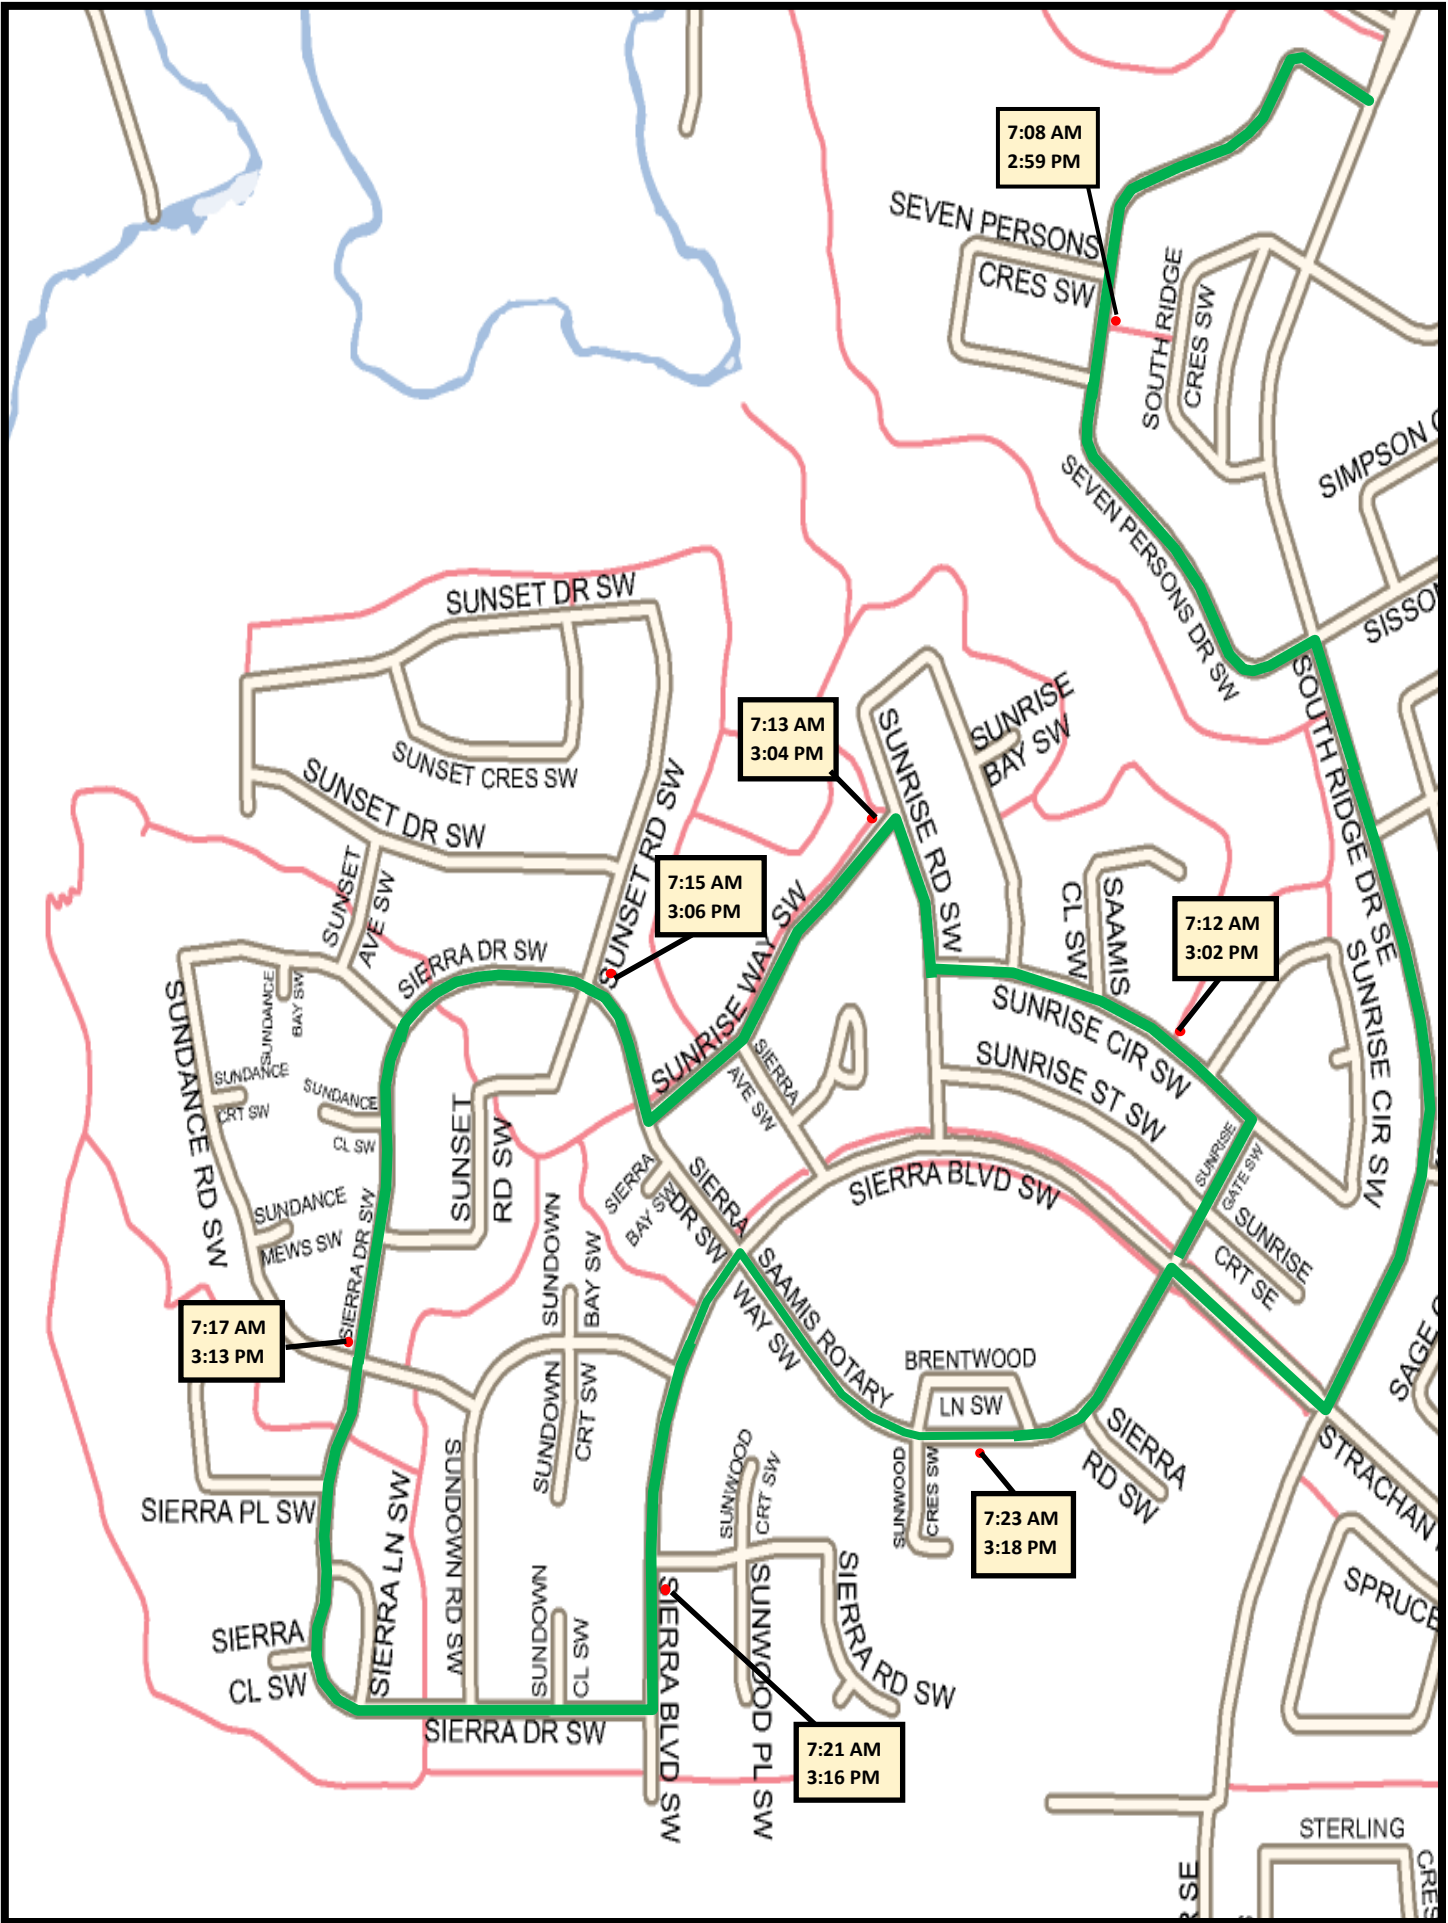 7:08 AM
2:59 PM
SEVEN PERSONS
CRES SW
SOUTH RIDGE
CRES SW
SIMPSON
SISSON
SEVEN PERSONS DR SW
SOUTH RIDGE DR SE
SUNSET DR SW
SUNSET CRES SW
SUNSET DR SW
SUNSET RD SW
SUNSET
AVE SW
7:13 AM
3:04 PM
SUNRISE RD SW
SUNRISE
BAY SW
7:15 AM
3:06 PM
SAAMIS
CL SW
7:12 AM
3:02 PM
SIERRA DR SW
SUNRISE WAY SW
SUNRISE CIR SW
SUNRISE CIR SW
SUNRISE ST SW
SUNDANCE RD SW
SUNDANCE
BAY SW
SUNDANCE
CRT SW
SUNDANCE
CL SW
SUNDANCE
MEWS SW
SIERRA DR SW
SUNSET
RD SW
SIERRA
AVE SW
SIERRA
BAY SW
SIERRA
DR SW
SIERRA BLVD SW
SUNRISE
GATE SW
SUNRISE
CRT SE
7:17 AM
3:13 PM
SUNDOWN
BAY SW
SUNDOWN
CRT SW
SAAMIS ROTARY
WAY SW
BRENTWOOD
LN SW
SIERRA
RD SW
SAGE
STRACHAN
SPRUCE
SIERRA PL SW
SIERRA LN SW
SUNDOWN RD SW
SUNWOOD
CRT SW
SUNWOOD
CRES SW
7:23 AM
3:18 PM
SIERRA
CL SW
SUNDOWN
CL SW
SIERRA DR SW
SIERRA BLVD SW
SUNWOOD PL SW
SIERRA RD SW
7:21 AM
3:16 PM
STERLING
CRES
R SE